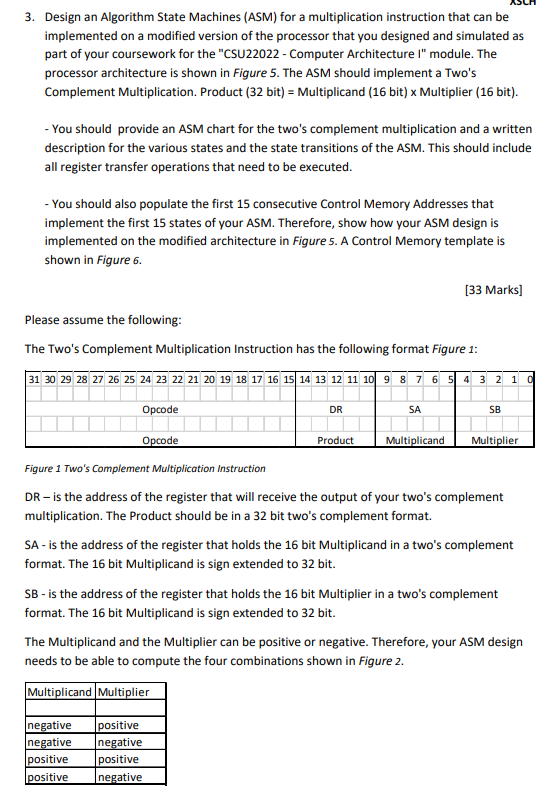 XSCH
3. Design an Algorithm State Machines (ASM) for a multiplication instruction that can be
implemented on a modified version of the processor that you designed and simulated as
part of your coursework for the "CSU22022 - Computer Architecture I" module. The
processor architecture is shown in Figure 5. The ASM should implement a Two's
Complement Multiplication. Product (32 bit) = Multiplicand (16 bit) x Multiplier (16 bit).
- You should provide an ASM chart for the two's complement multiplication and a written
description for the various states and the state transitions of the ASM. This should include
all register transfer operations that need to be executed.
- You should also populate the first 15 consecutive Control Memory Addresses that
implement the first 15 states of your ASM. Therefore, show how your ASM design is
implemented on the modified architecture in Figure 5. A Control Memory template is
shown in Figure 6.
[33 Marks]
Please assume the following:
The Two's Complement Multiplication Instruction has the following format Figure 1:
31 30 29 28 27 26 25 24 23 22 21 20 19 18 17 16 15 14 13 12 11 10 9 8 7 6 5 4 3 2 1 0
Opcode DR SA SB
Opcode Product Multiplicand Multiplier
Figure 1 Two's Complement Multiplication Instruction
DR – is the address of the register that will receive the output of your two's complement
multiplication. The Product should be in a 32 bit two's complement format.
SA - is the address of the register that holds the 16 bit Multiplicand in a two's complement
format. The 16 bit Multiplicand is sign extended to 32 bit.
SB - is the address of the register that holds the 16 bit Multiplier in a two's complement
format. The 16 bit Multiplicand is sign extended to 32 bit.
The Multiplicand and the Multiplier can be positive or negative. Therefore, your ASM design
needs to be able to compute the four combinations shown in Figure 2.
Multiplicand Multiplier
negative positive
negative negative
positive positive
positive negative